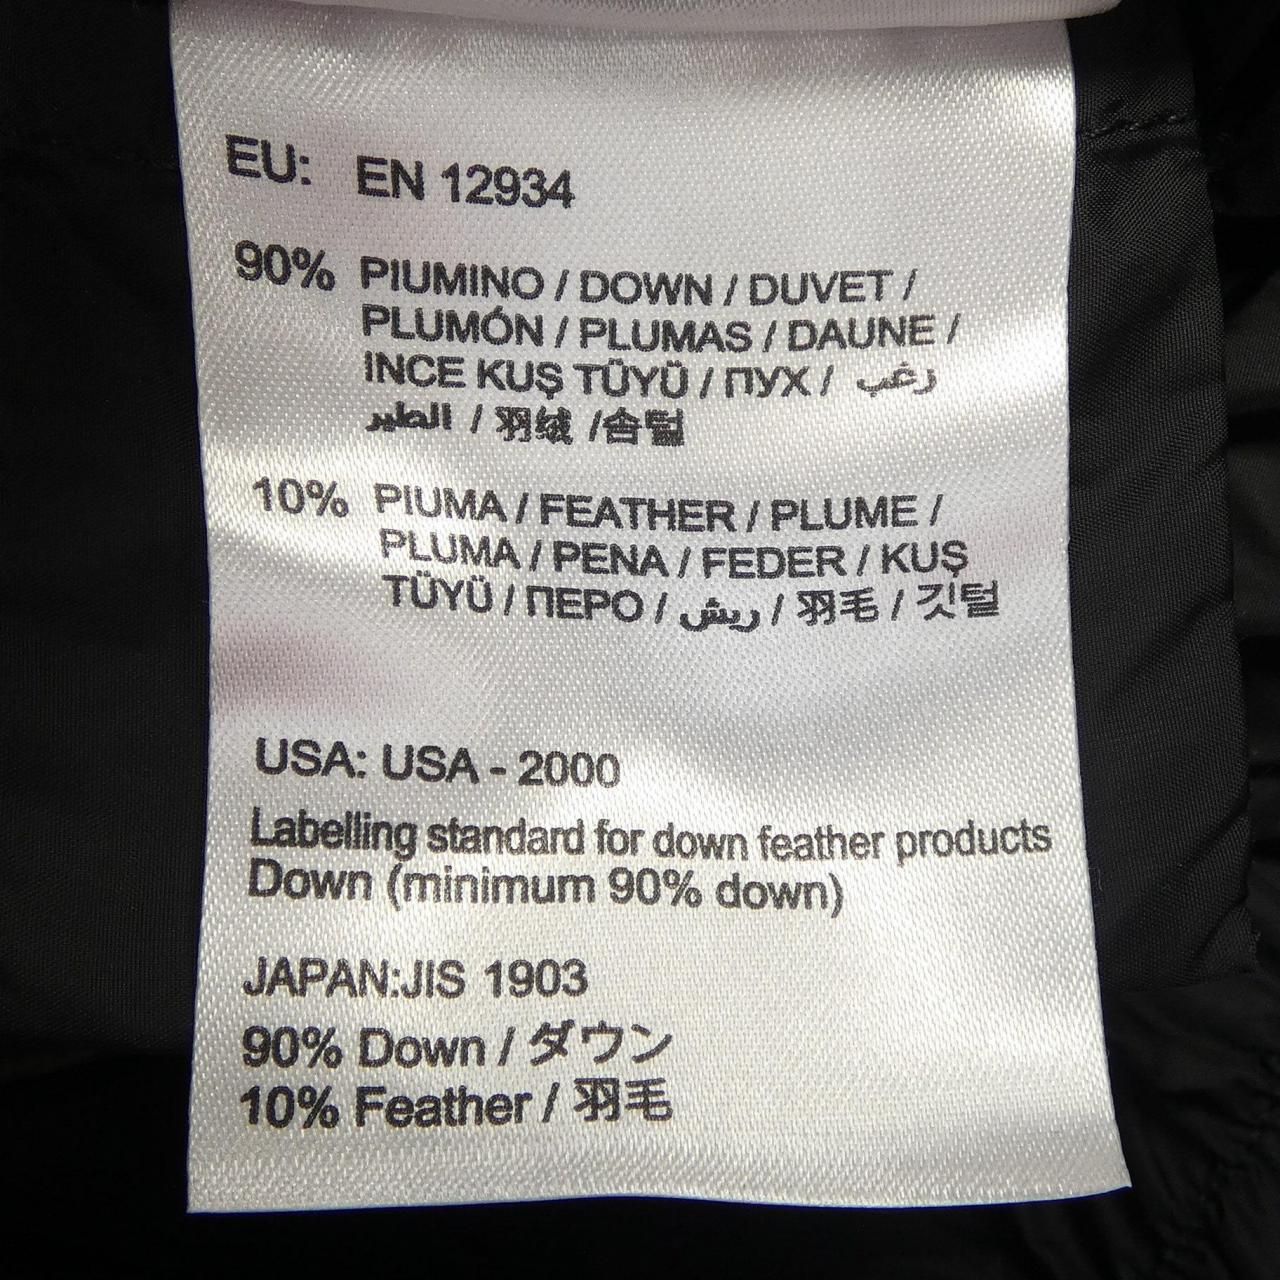 EU: EN 12934
90% PIUMINO / DOWN / DUVET /
PLUMÓN / PLUMAS / DAUNE /
INCE KUŞ TÜYÜ / ПУХ / زغب
الطير / 羽绒 /솜털
10% PIUMA / FEATHER / PLUME /
PLUMA / PENA / FEDER / KUŞ
TÜYÜ / ПЕРО / ريش / 羽毛 / 깃털
USA: USA - 2000
Labelling standard for down feather products
Down (minimum 90% down)
JAPAN:JIS 1903
90% Down / ダウン
10% Feather / 羽毛